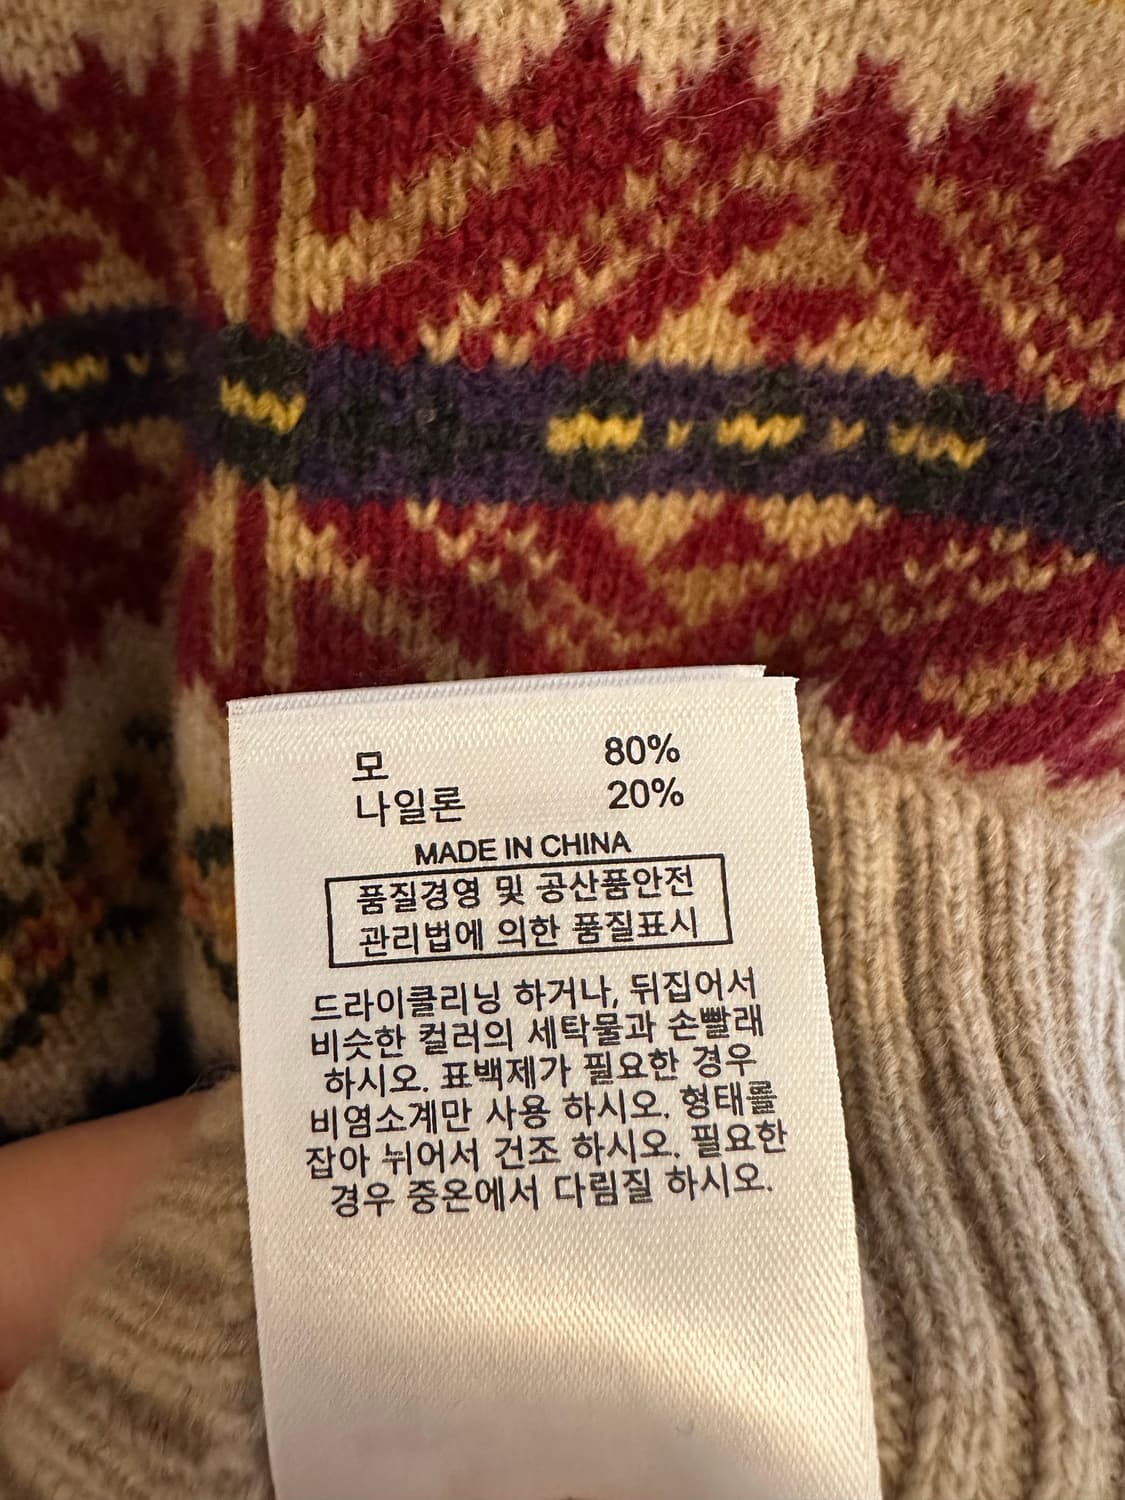 모 80%
나일론 20%
MADE IN CHINA
품질경영 및 공산품안전
관리법에 의한 품질표시
드라이클리닝 하거나, 뒤집어서
비슷한 컬러의 세탁물과 손빨래
하시오. 표백제가 필요한 경우
비염소계만 사용 하시오. 형태를
잡아 뉘어서 건조 하시오. 필요한
경우 중온에서 다림질 하시오.